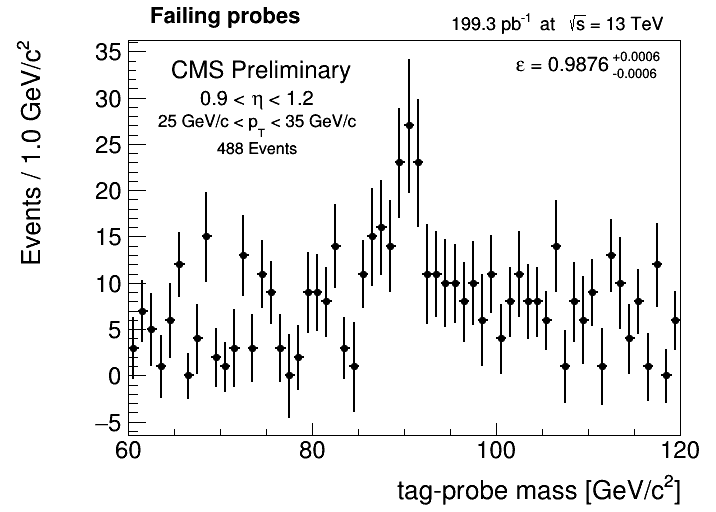 Failing probes
199.3 pb⁻¹ at √s = 13 TeV
CMS Preliminary
0.9 < η < 1.2
25 GeV/c < p_T < 35 GeV/c
488 Events
ε = 0.9876 +0.0006 -0.0006
Events / 1.0 GeV/c²
35
30
25
20
15
10
5
0
−5
60 80 100 120
tag-probe mass [GeV/c²]